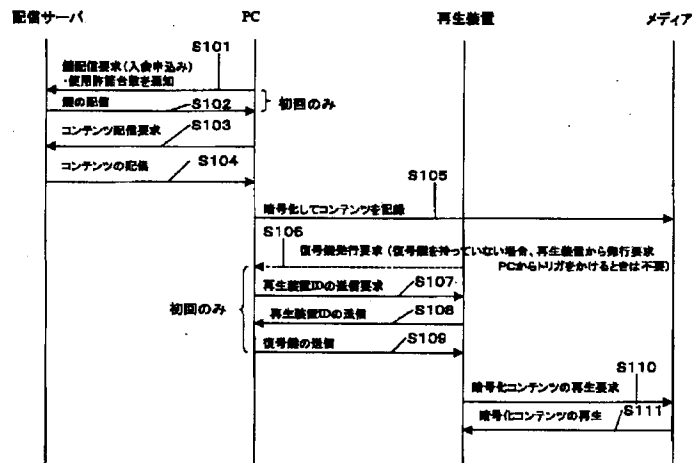 配信サーバ PC 再生装置 メディア
S101
鍵配信要求(入会申込み)
・使用許諾台数を通知
鍵の配信 S102
初回のみ
S103
コンテンツ配信要求
S104
コンテンツの配信
S105
暗号化してコンテンツを記録
S106
復号鍵発行要求(復号鍵を持っていない場合、再生装置から発行要求
PCからトリガをかけるときは不要)
再生装置IDの送信要求 S107
初回のみ
再生装置IDの送信 S108
復号鍵の送信 S109
S110
暗号化コンテンツの再生要求
暗号化コンテンツの再生 S111